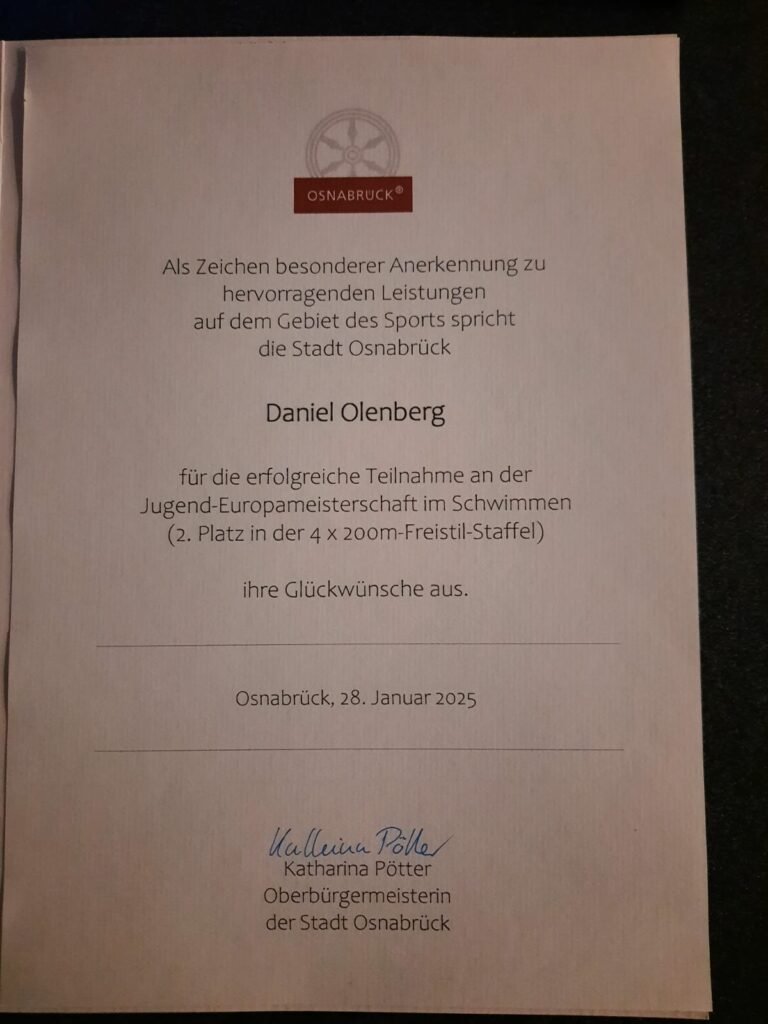 OSNABRÜCK®
Als Zeichen besonderer Anerkennung zu
hervorragenden Leistungen
auf dem Gebiet des Sports spricht
die Stadt Osnabrück
Daniel Olenberg
für die erfolgreiche Teilnahme an der
Jugend-Europameisterschaft im Schwimmen
(2. Platz in der 4 x 200m-Freistil-Staffel)
ihre Glückwünsche aus.
Osnabrück, 28. Januar 2025
Katharina Pötter
Katharina Pötter
Oberbürgermeisterin
der Stadt Osnabrück